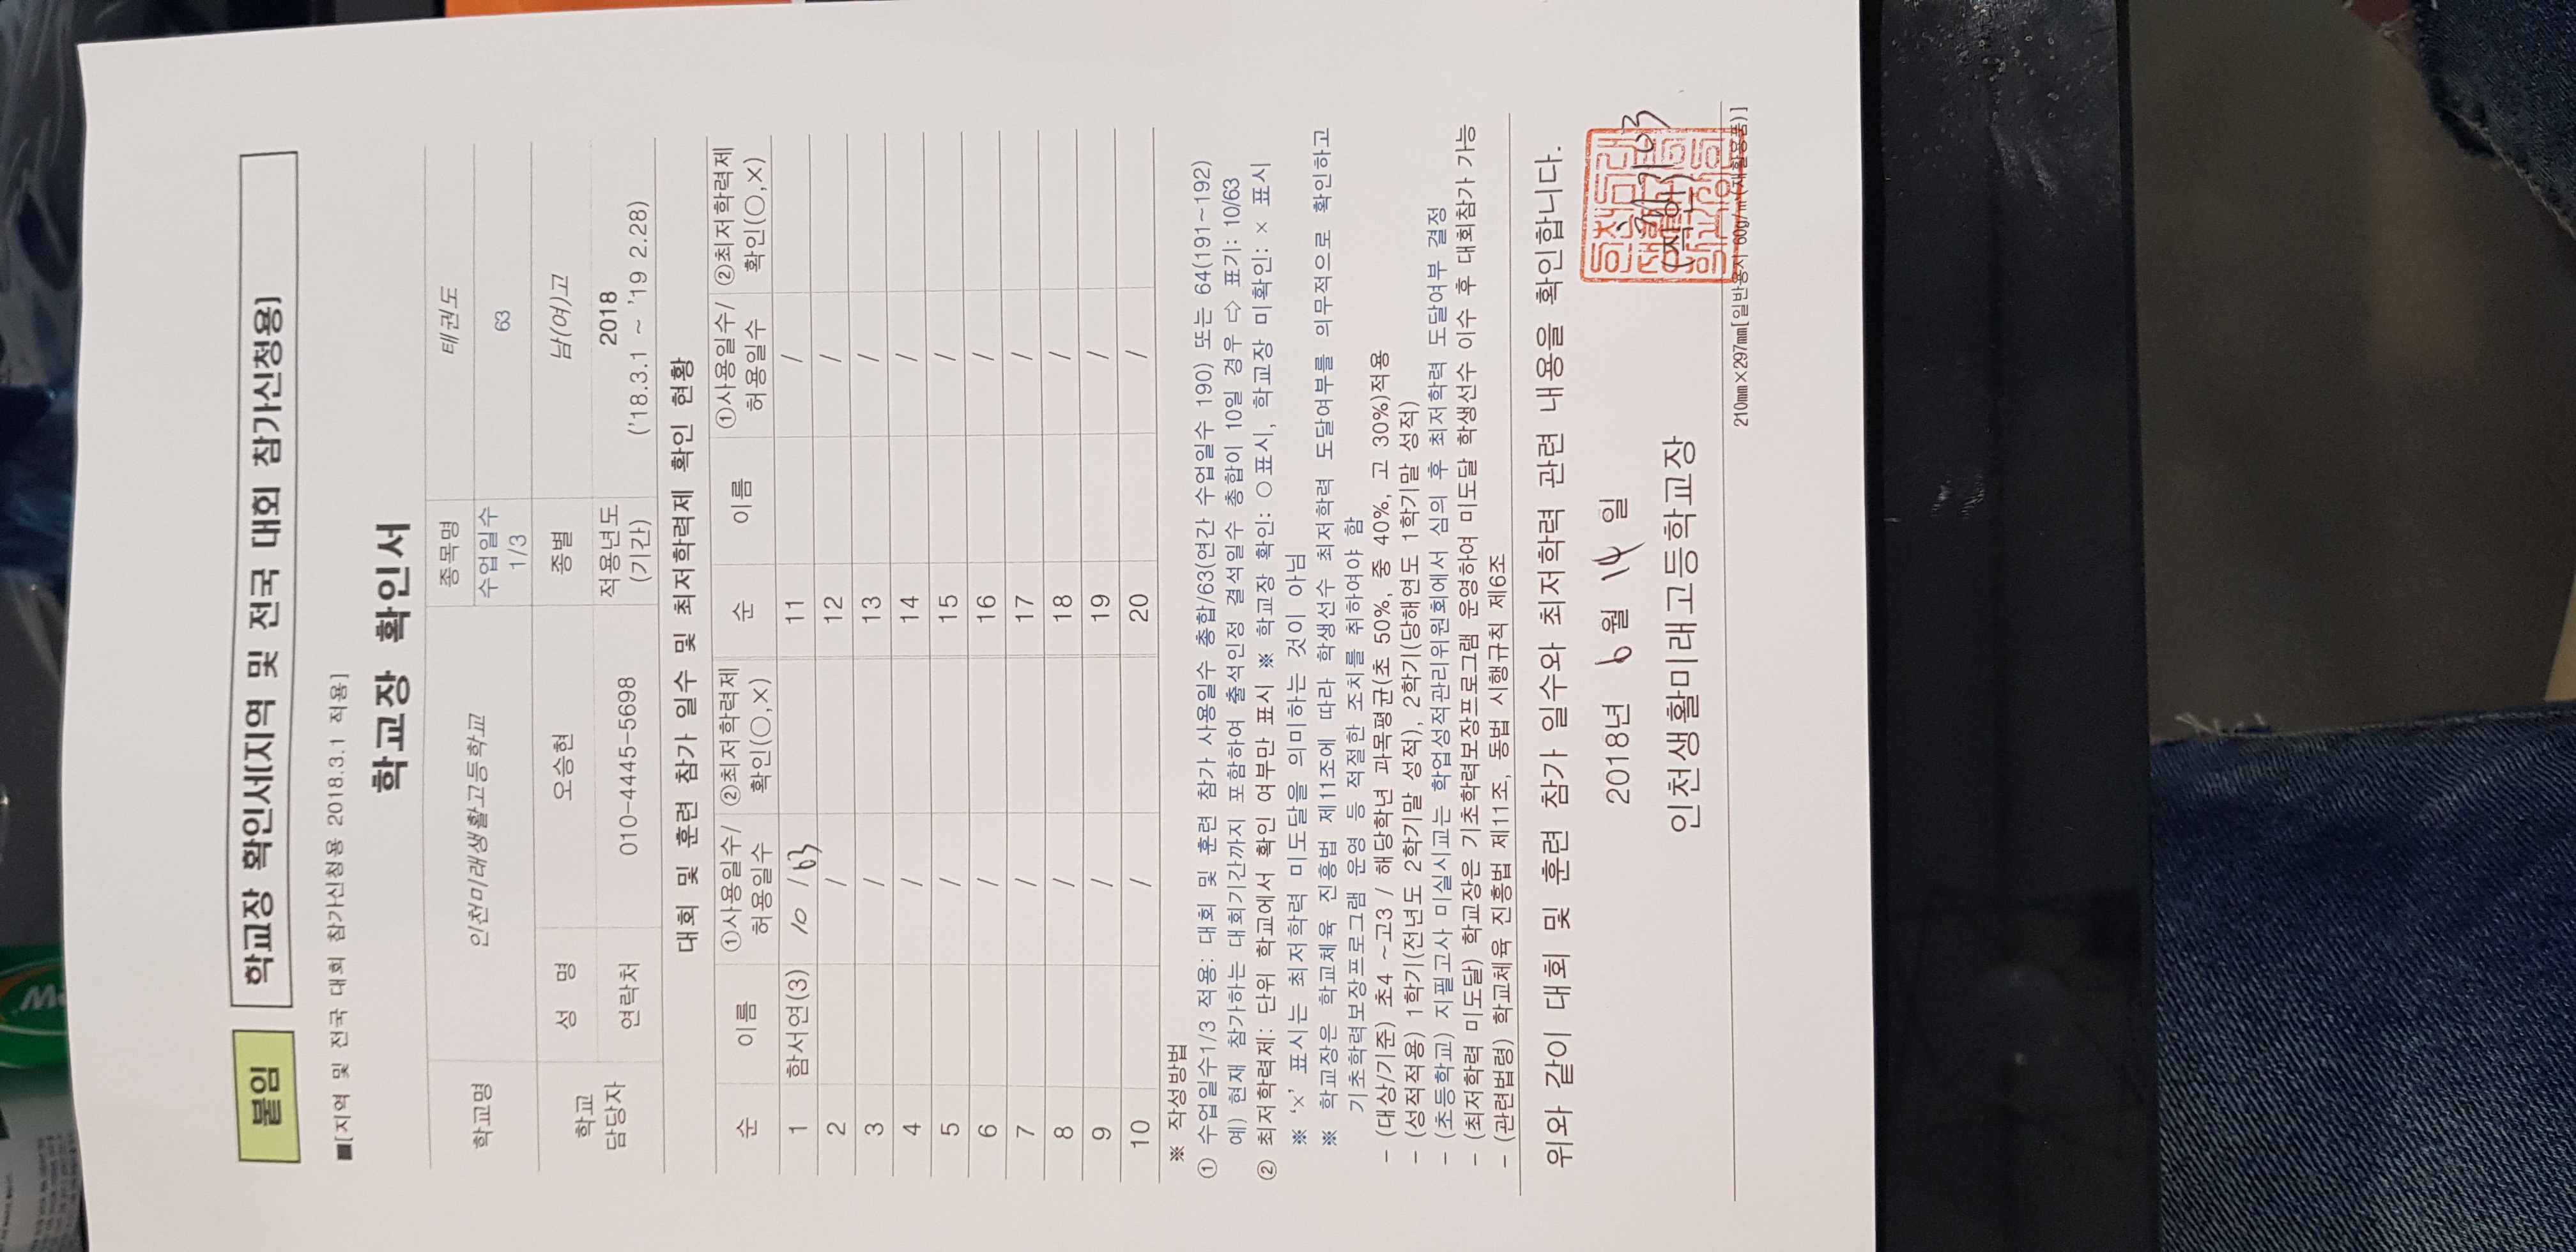 붙임 학교장 확인서(지역 및 전국 대회 참가신청용)
■[지역 및 전국 대회 참가신청용 2018.3.1 적용]
학교장 확인서
학교명 인천미래생활고등학교 종목명 태권도
수업일수 1/3 63
학교 담당자 성 명 오승현 종별 남(여)고
연락처 010-4445-5698 적용년도 (기간) 2018 ('18.3.1 ~ '19 2.28)
대회 및 훈련 참가 일수 및 최저학력제 확인 현황
순 이름 ①사용일수/허용일수 ②최저학력제 확인(○,×) 순 이름 ①사용일수/허용일수 ②최저학력제 확인(○,×)
1 함서연(3) 10 / 63 11 /
2 / 12 /
3 / 13 /
4 / 14 /
5 / 15 /
6 / 16 /
7 / 17 /
8 / 18 /
9 / 19 /
10 / 20 /
※ 작성방법
① 수업일수1/3 적용: 대회 및 훈련 참가 사용일수 총합/63(연간 수업일수 190) 또는 64(191~192)
예) 현재 참가하는 대회기간까지 포함하여 출석인정 결석일수 총합이 10일 경우 ⇨ 표기: 10/63
② 최저학력제: 단위 학교에서 확인 여부만 표시 ※ 학교장 확인: ○표시, 학교장 미확인: × 표시
※ '×' 표시는 최저학력 미도달을 의미하는 것이 아님
※ 학교장은 학교체육 진흥법 제11조에 따라 학생선수 최저학력 도달여부를 의무적으로 확인하고
기초학력보장프로그램 운영 등 적절한 조치를 취하여야 함
- (대상/기준) 초4 ~고3 / 해당학년 과목평균(초 50%, 중 40%, 고 30%)적용
- (성적적용) 1학기(전년도 2학기말 성적), 2학기(당해연도 1학기말 성적)
- (초등학교) 지필고사 미실시교는 학업성적관리위원회에서 심의 후 최저학력 도달여부 결정
- (최저학력 미도달) 학교장은 기초학력보장프로그램 운영하여 미도달 학생선수 이수 후 대회참가 가능
- (관련법령) 학교체육 진흥법 제11조, 동법 시행규칙 제6조
위와 같이 대회 및 훈련 참가 일수와 최저학력 관련 내용을 확인합니다.
2018년 6월 14일
인천생활미래고등학교장 (직인)
210㎜×297㎜[일반용지 60g/㎡(재활용품)]